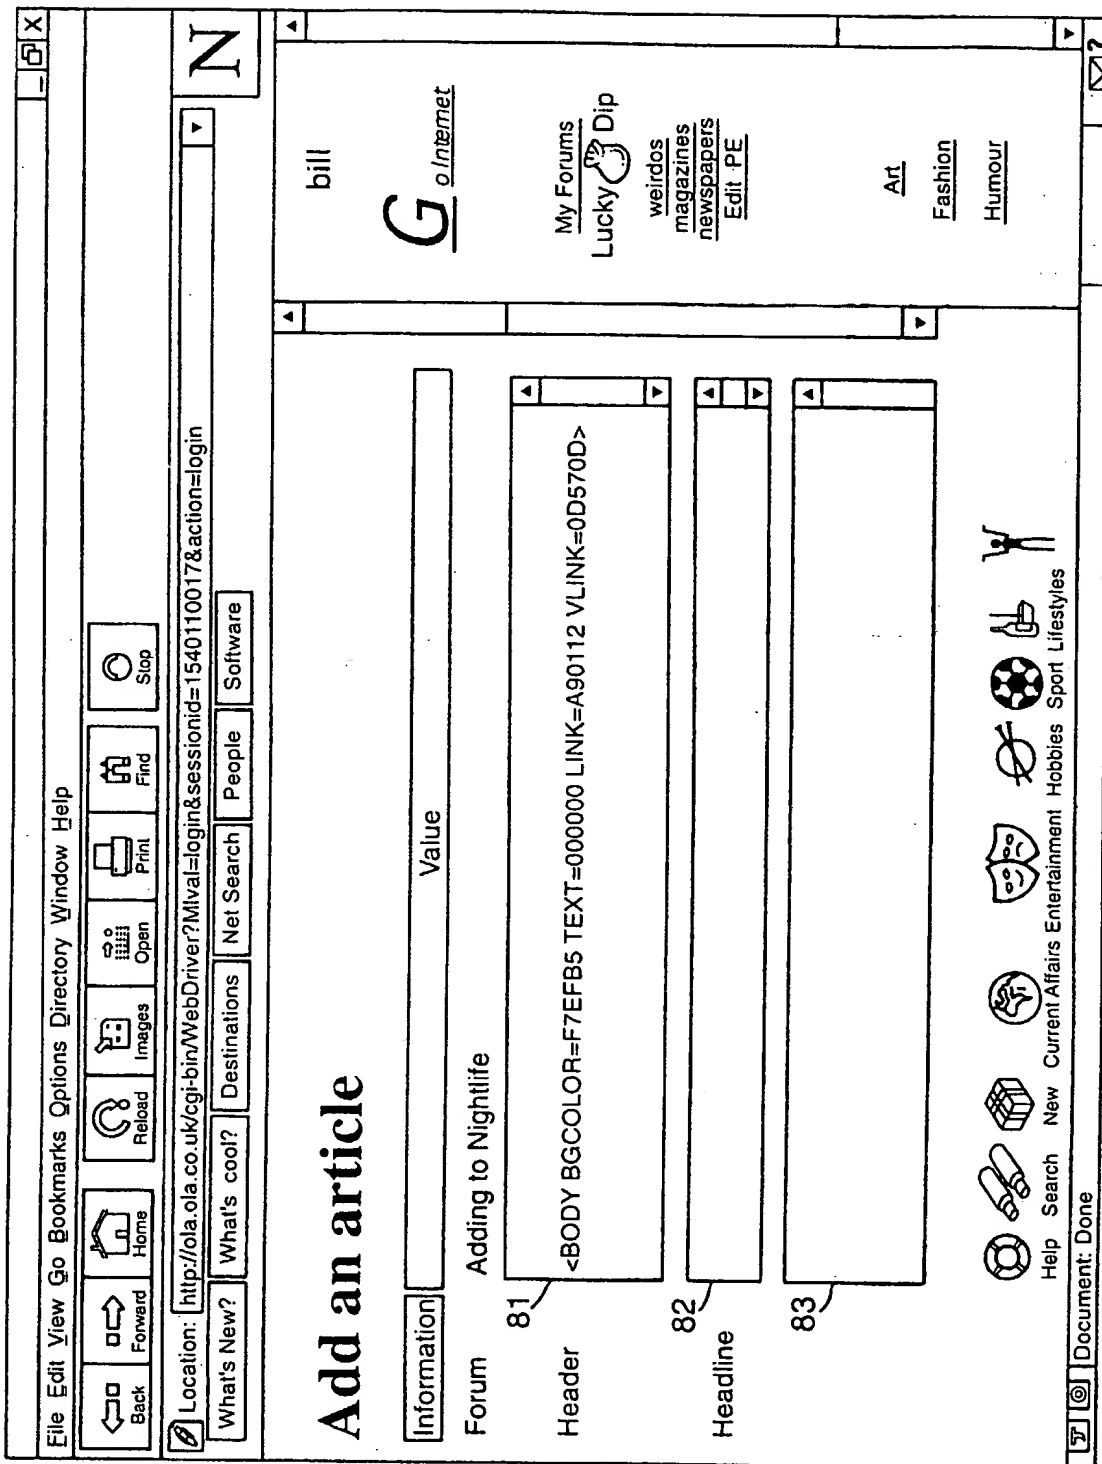 _ X
File Edit View Go Bookmarks Options Directory Window Help
Back Forward Home Reload Images Open Print Find Stop
Location: http://ola.ola.co.uk/cgi-bin/WebDriver?MIval=login&sessionid=1540110017&action=login
N
What's New? What's cool? Destinations Net Search People Software
Add an article
Information Value
Forum Adding to Nightlife
Header 81 <BODY BGCOLOR=F7EFB5 TEXT=000000 LINK=A90112 VLINK=0D570D>
82
Headline
83
bill
Go Internet
My Forums
Lucky Dip
weirdos
magazines
newspapers
Edit PE
Art
Fashion
Humour
Help Search New Current Affairs Entertainment Hobbies Sport Lifestyles
Document: Done
?